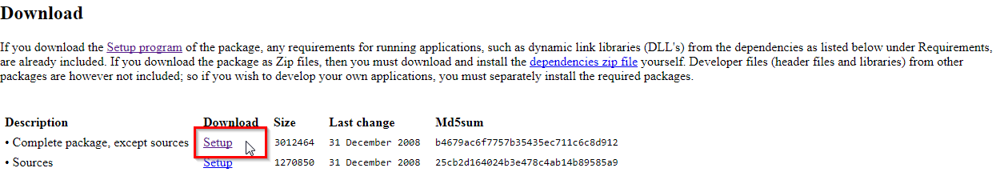 Download
If you download the Setup program of the package, any requirements for running applications, such as dynamic link libraries (DLL's) from the dependencies as listed below under Requirements,
are already included. If you download the package as Zip files, then you must download and install the dependencies zip file yourself. Developer files (header files and libraries) from other
packages are however not included; so if you wish to develop your own applications, you must separately install the required packages.
Description Download Size Last change Md5sum
• Complete package, except sources Setup 3012464 31 December 2008 b4679ac6f7757b35435ec711c6c8d912
• Sources Setup 1270850 31 December 2008 25cb2d164024b3e478c4ab14b89585a9